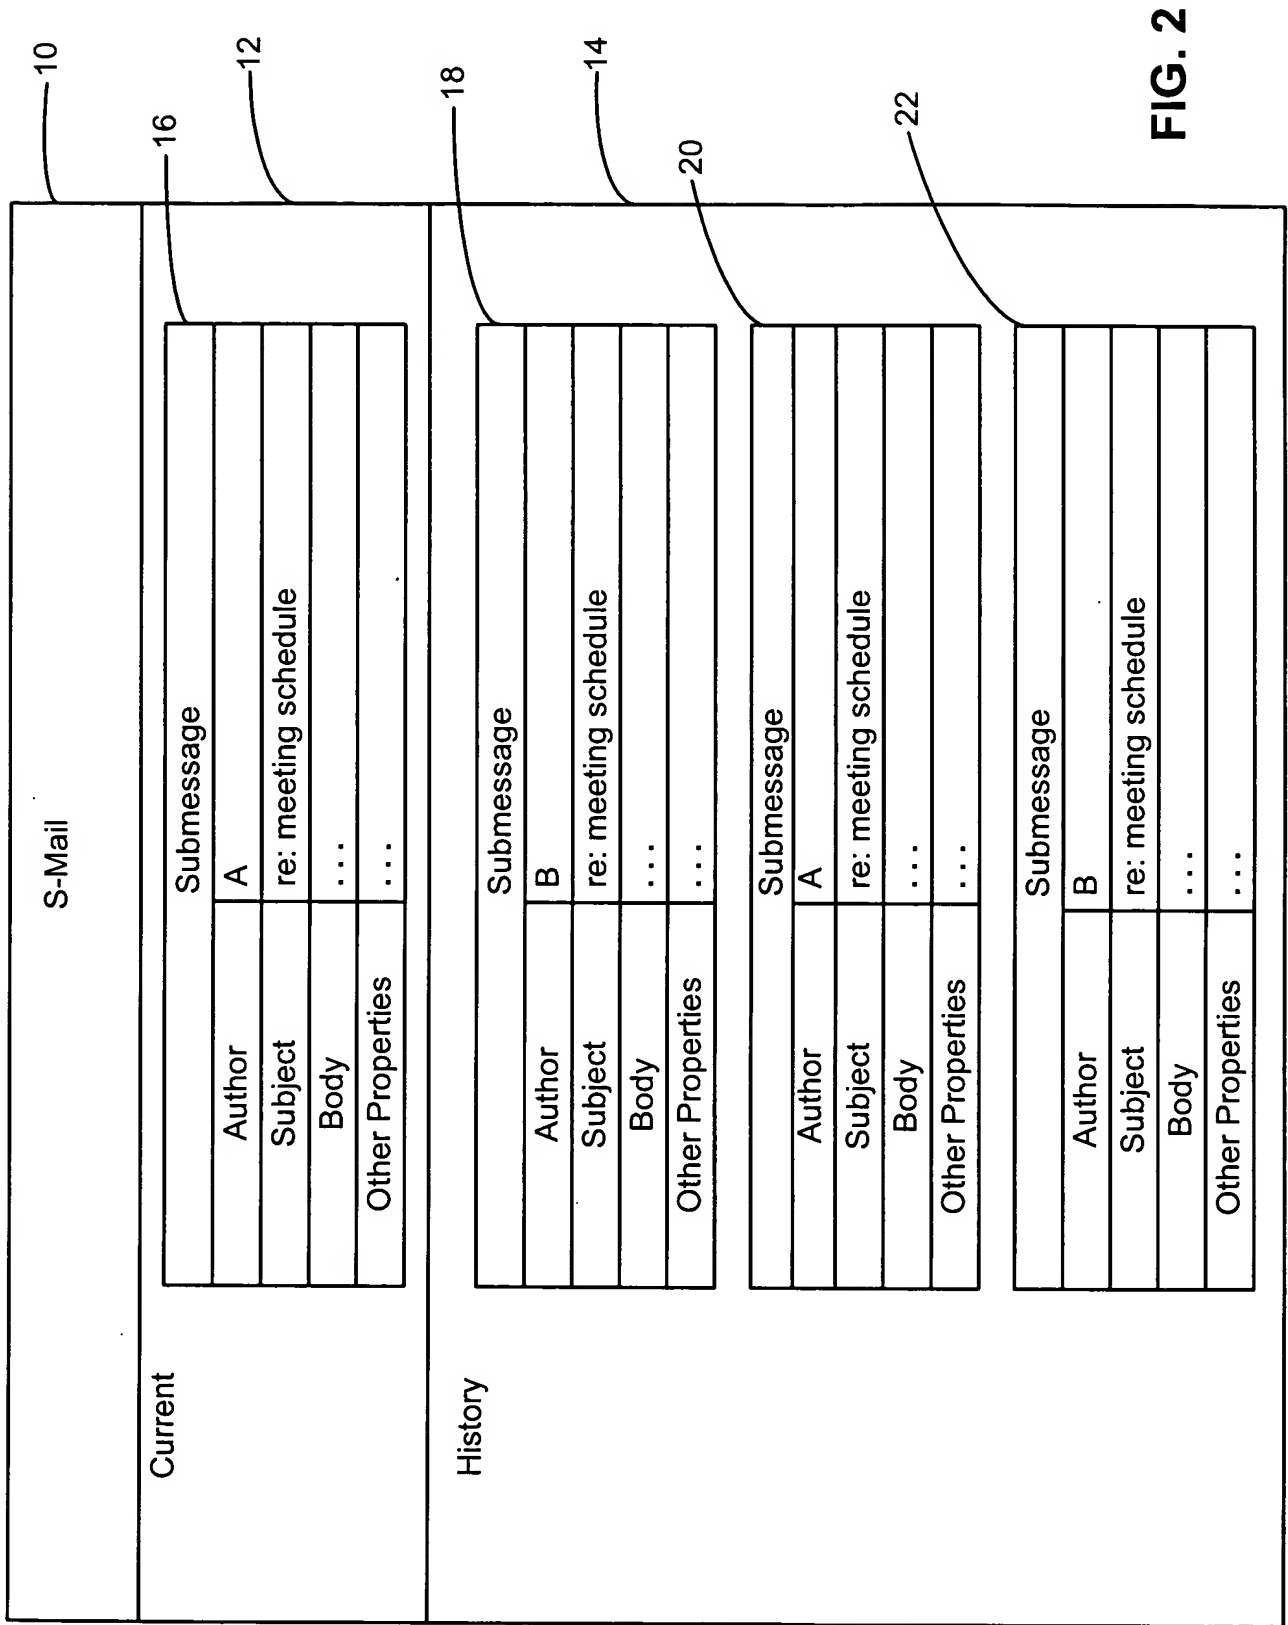 S-Mail
10
Current
12
Submessage
16
Author A
Subject re: meeting schedule
Body ...
Other Properties ...
History
14
Submessage
18
Author B
Subject re: meeting schedule
Body ...
Other Properties ...
Submessage
20
Author A
Subject re: meeting schedule
Body ...
Other Properties ...
Submessage
22
Author B
Subject re: meeting schedule
Body ...
Other Properties ...
FIG. 2